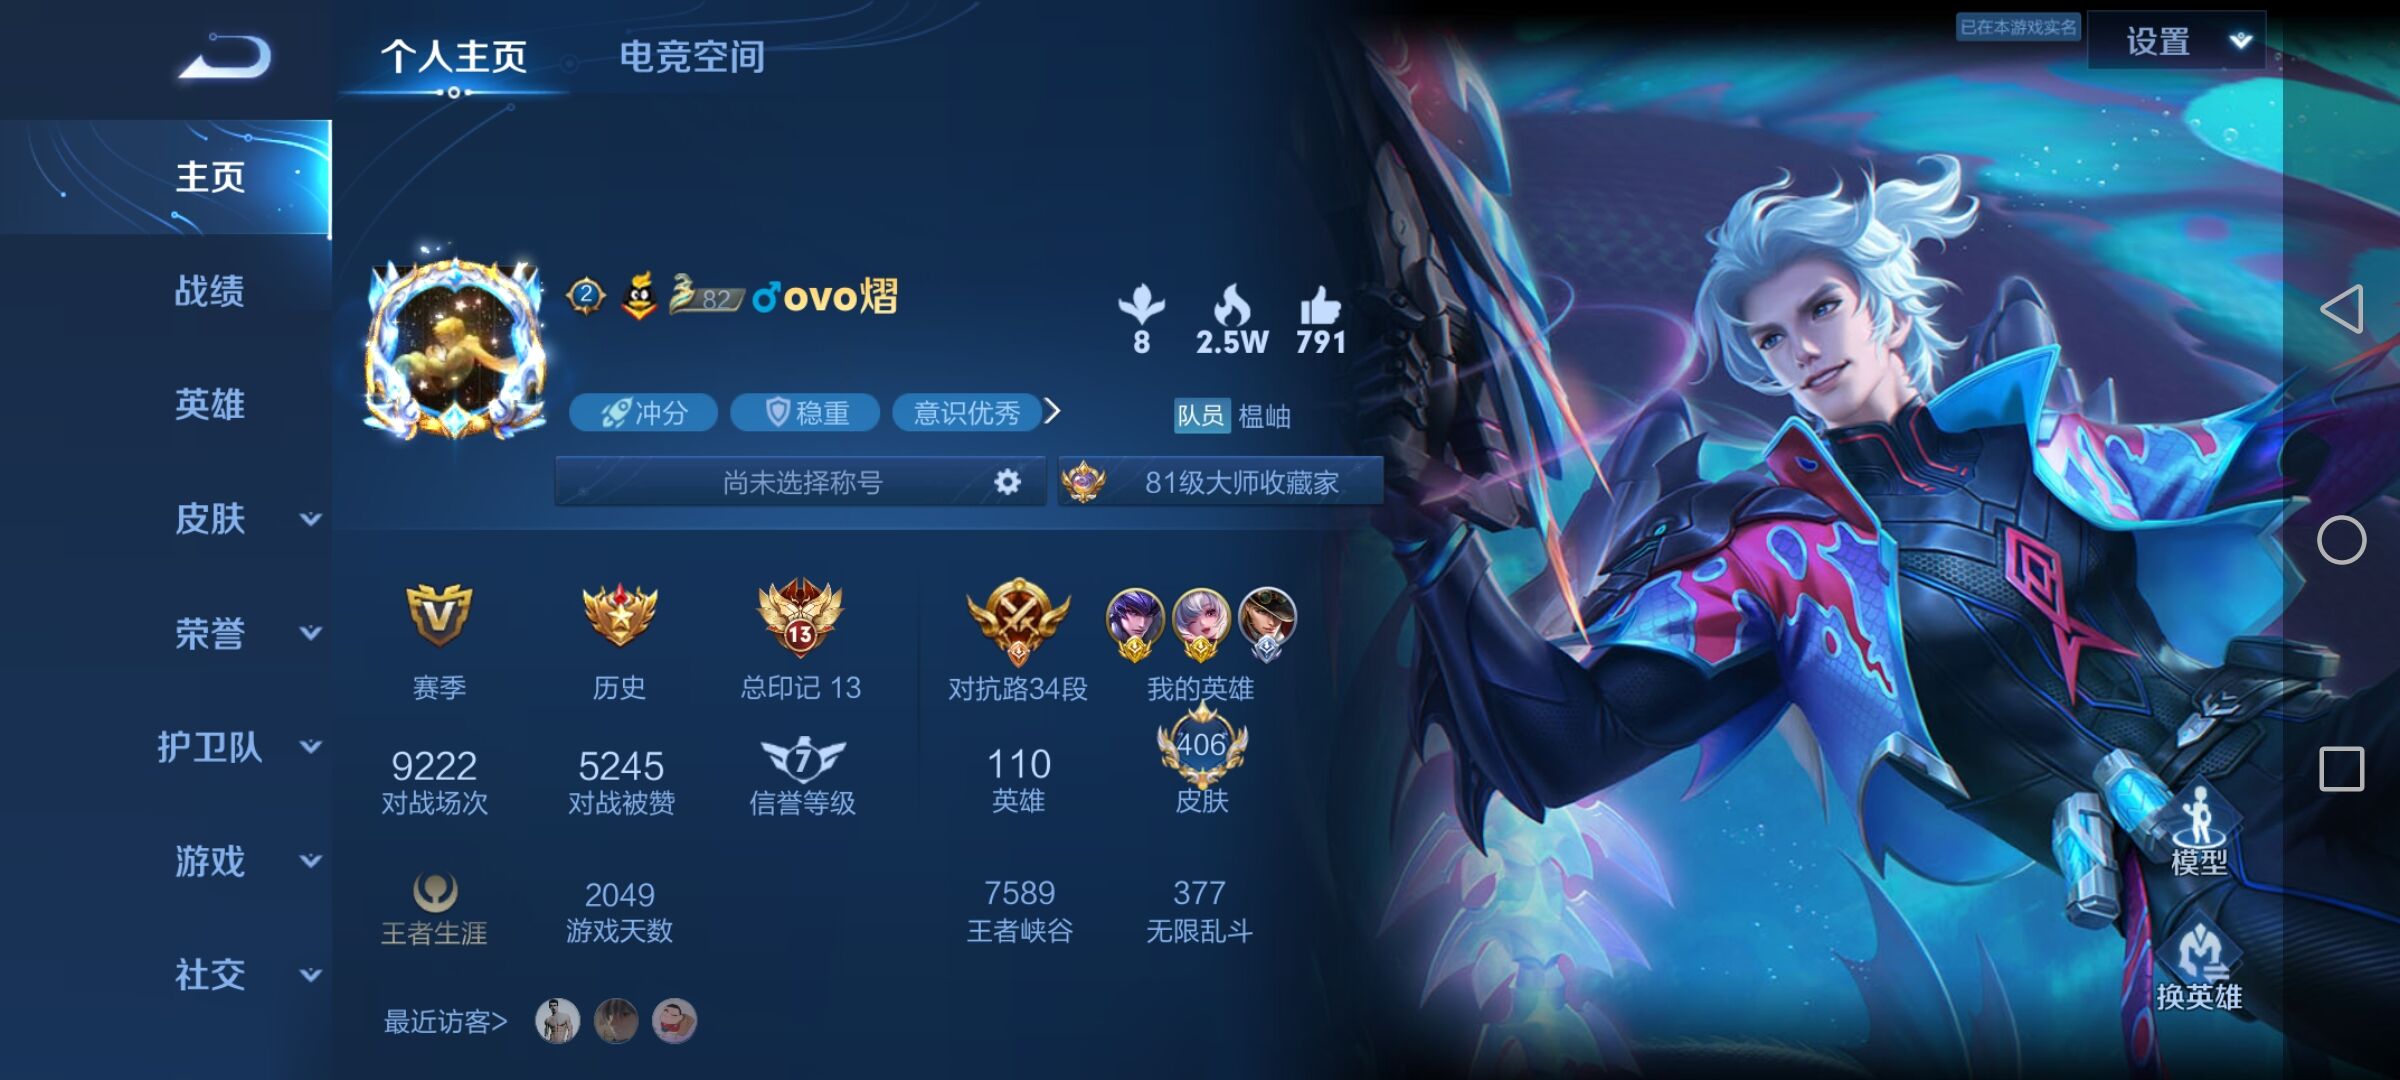 个人主页
电竞空间
已在本游戏实名
设置
主页
战绩
英雄
皮肤
荣誉
护卫队
游戏
社交
2
82
ovo熠
8
2.5W
791
冲分
稳重
意识优秀
队员 榅岫
尚未选择称号
81级大师收藏家
V
13
赛季
历史
总印记 13
对抗路34段
我的英雄
9222
对战场次
5245
对战被赞
7
信誉等级
110
英雄
406
皮肤
王者生涯
2049
游戏天数
7589
王者峡谷
377
无限乱斗
最近访客>
模型
换英雄